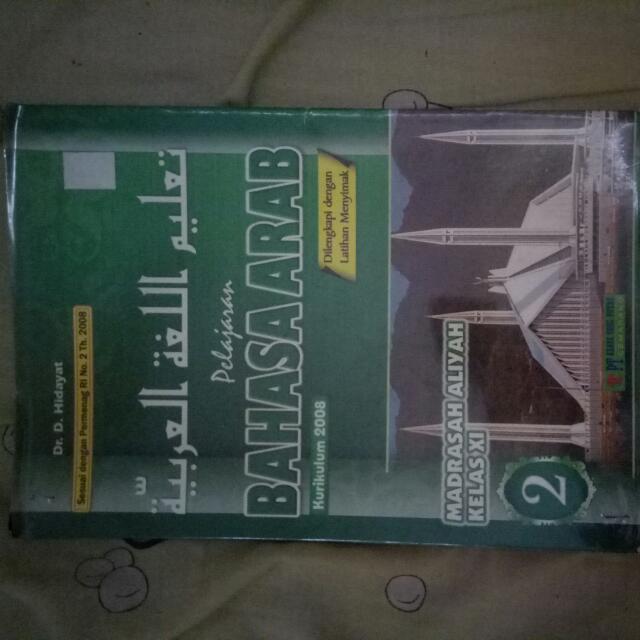 Dr. D. Hidayat
Sesuai dengan Permenag RI No. 2 Th. 2008
تعليم اللغة العربيّة
Pelajaran
BAHASA ARAB
Kurikulum 2008
Dilengkapi dengan
Latihan Menyimak
MADRASAH ALIYAH
KELAS XI
2